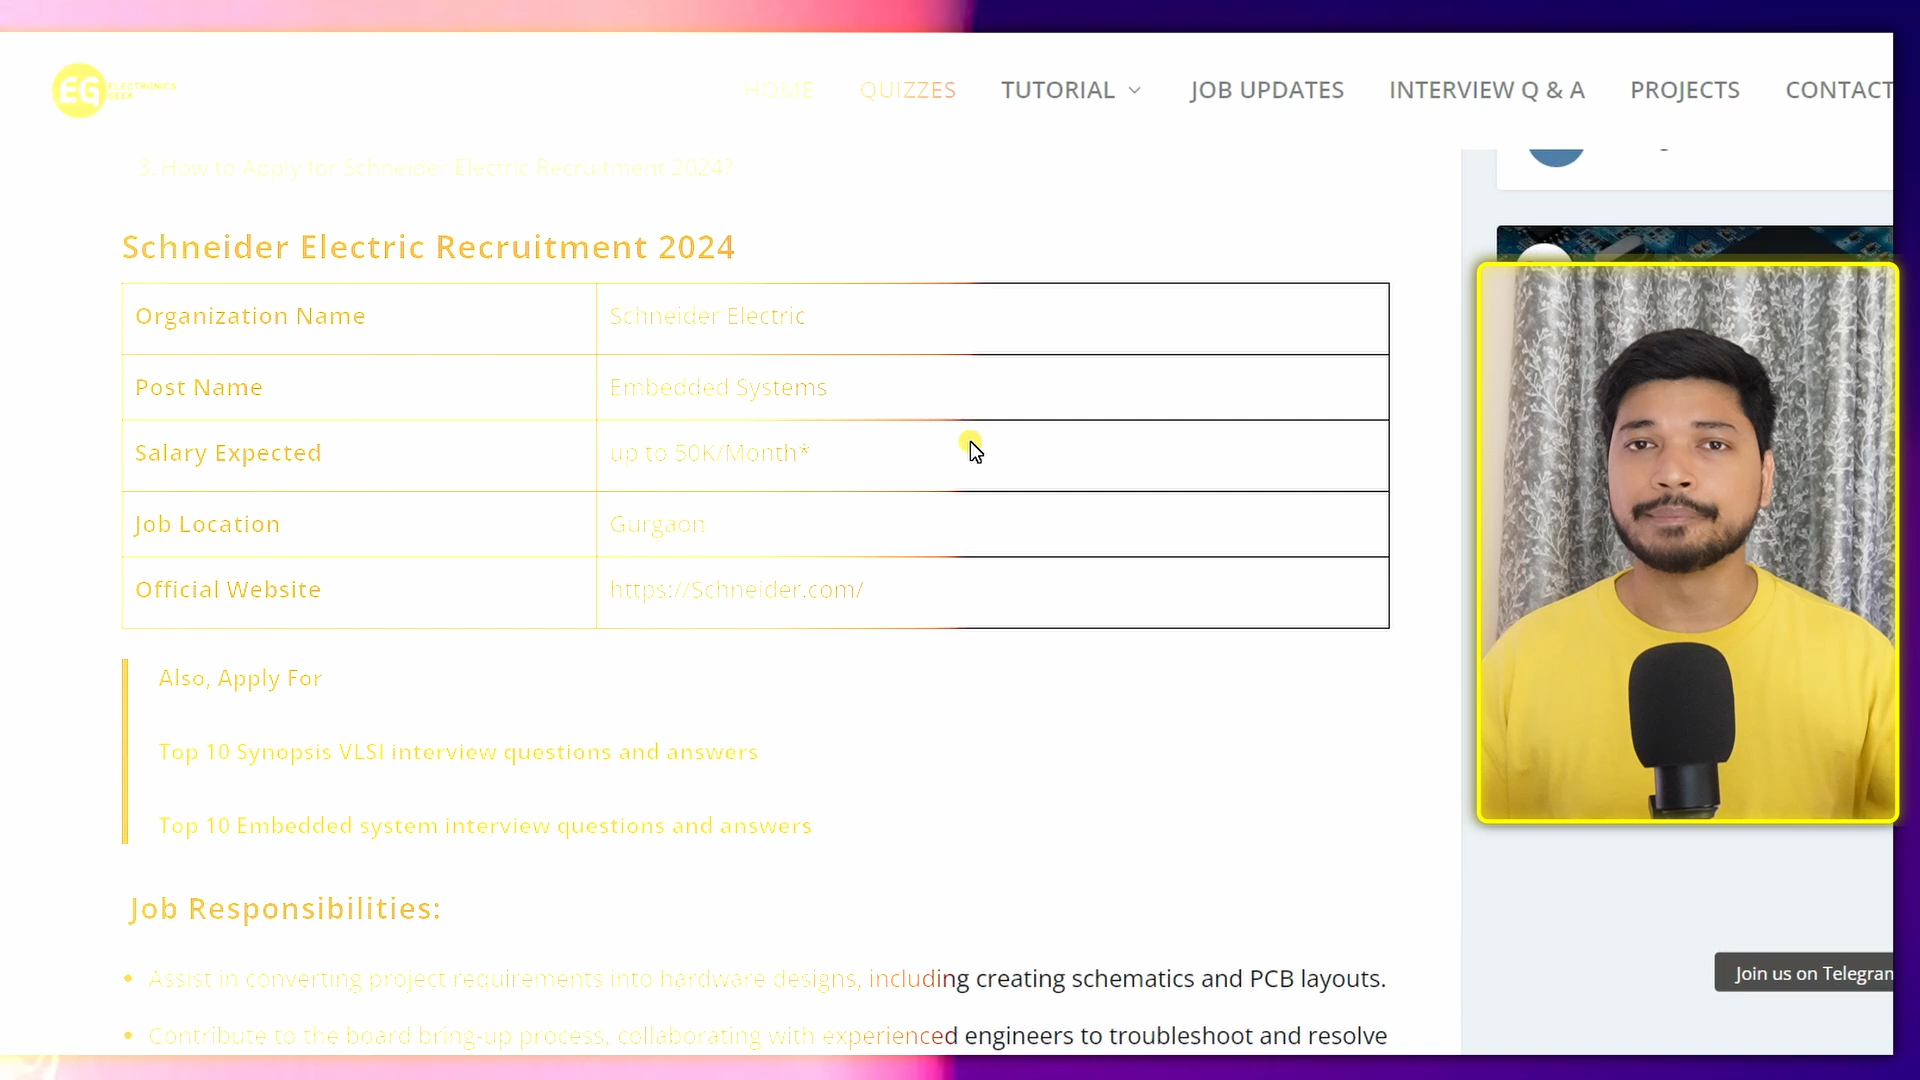 EG ELECTRONICS
GEEK
HOME QUIZZES TUTORIAL JOB UPDATES INTERVIEW Q & A PROJECTS CONTACT
3. How to Apply for Schneider Electric Recruitment 2024?
Schneider Electric Recruitment 2024
Organization Name Schneider Electric
Post Name Embedded Systems
Salary Expected up to 50K/Month*
Job Location Gurgaon
Official Website https://Schneider.com/
Also, Apply For
Top 10 Synopsis VLSI interview questions and answers
Top 10 Embedded system interview questions and answers
Job Responsibilities:
• Assist in converting project requirements into hardware designs, including creating schematics and PCB layouts.
• Contribute to the board bring-up process, collaborating with experienced engineers to troubleshoot and resolve
Join us on Telegram